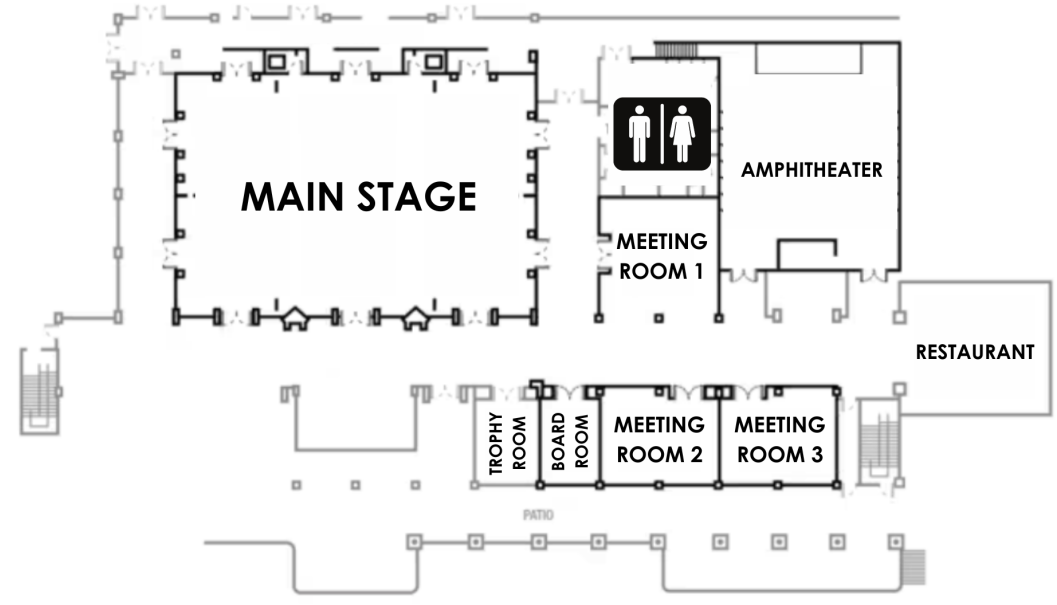 MAIN STAGE
AMPHITHEATER
MEETING
ROOM 1
RESTAURANT
TROPHY
ROOM
BOARD
ROOM
MEETING
ROOM 2
MEETING
ROOM 3
PATIO